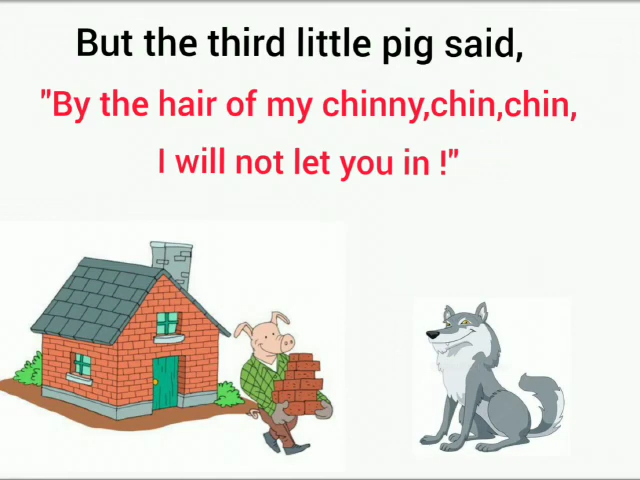 But the third little pig said,
"By the hair of my chinny,chin,chin,
I will not let you in !"